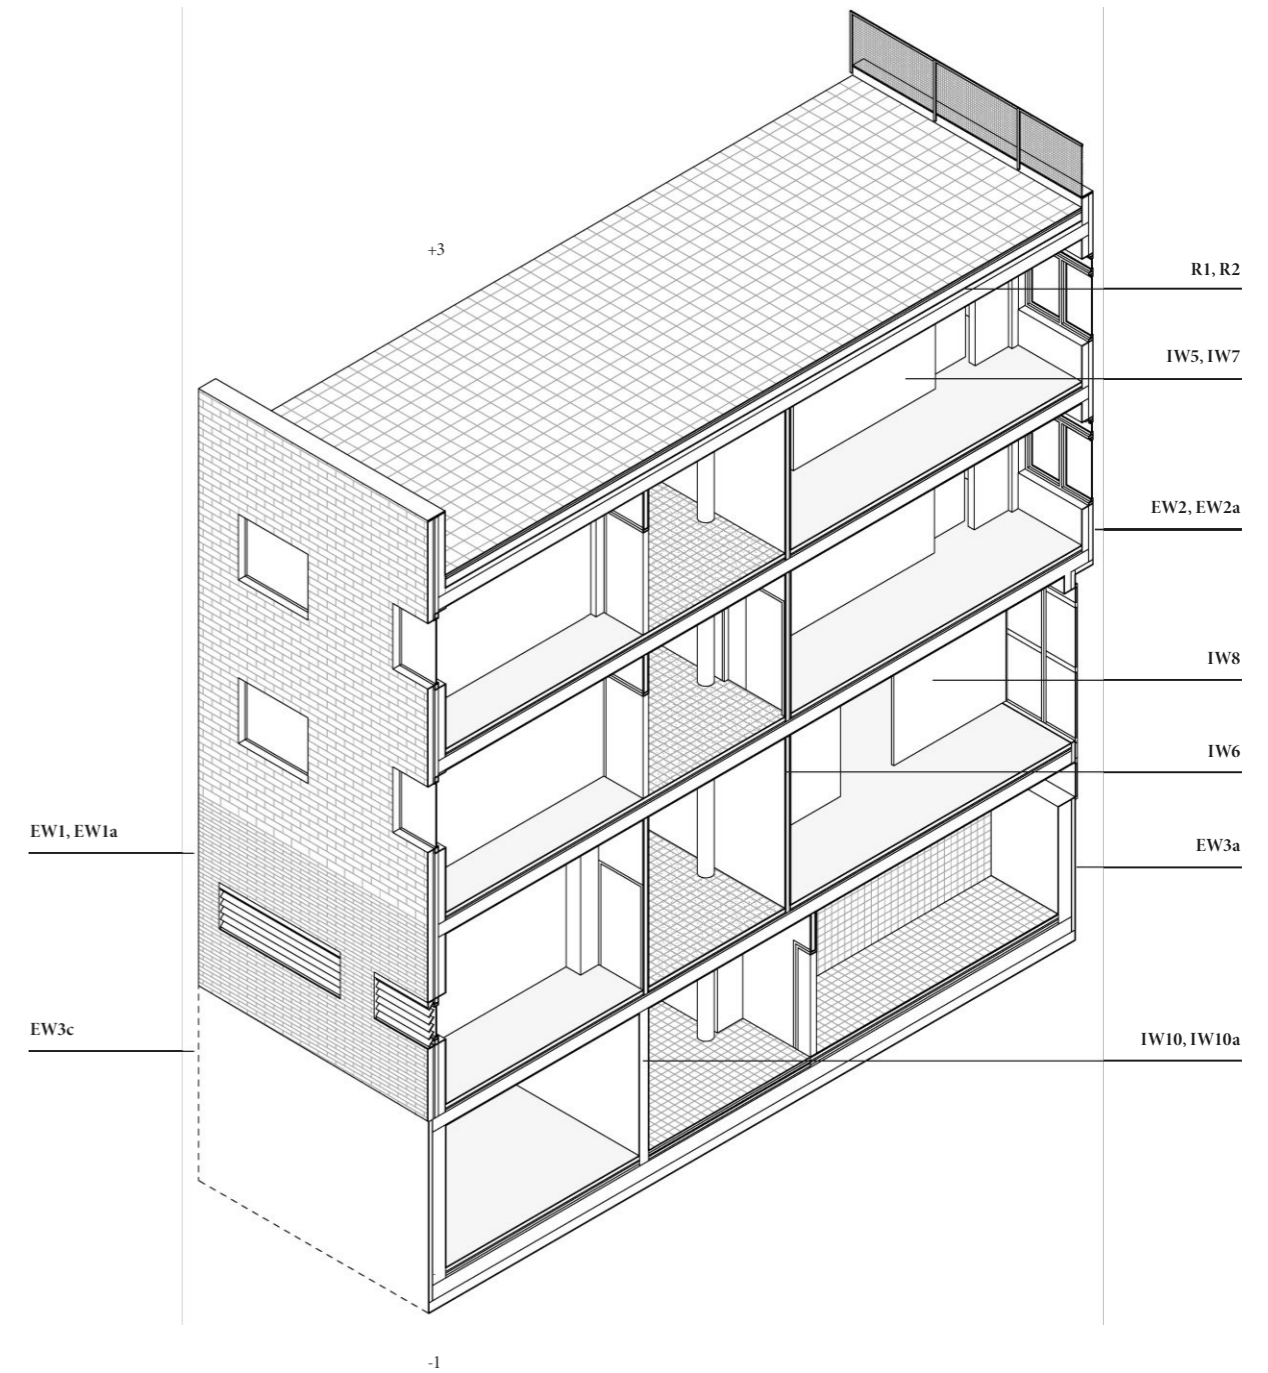 +3
R1, R2
IW5, IW7
EW2, EW2a
IW8
IW6
EW1, EW1a
EW3a
EW3c
IW10, IW10a
-1